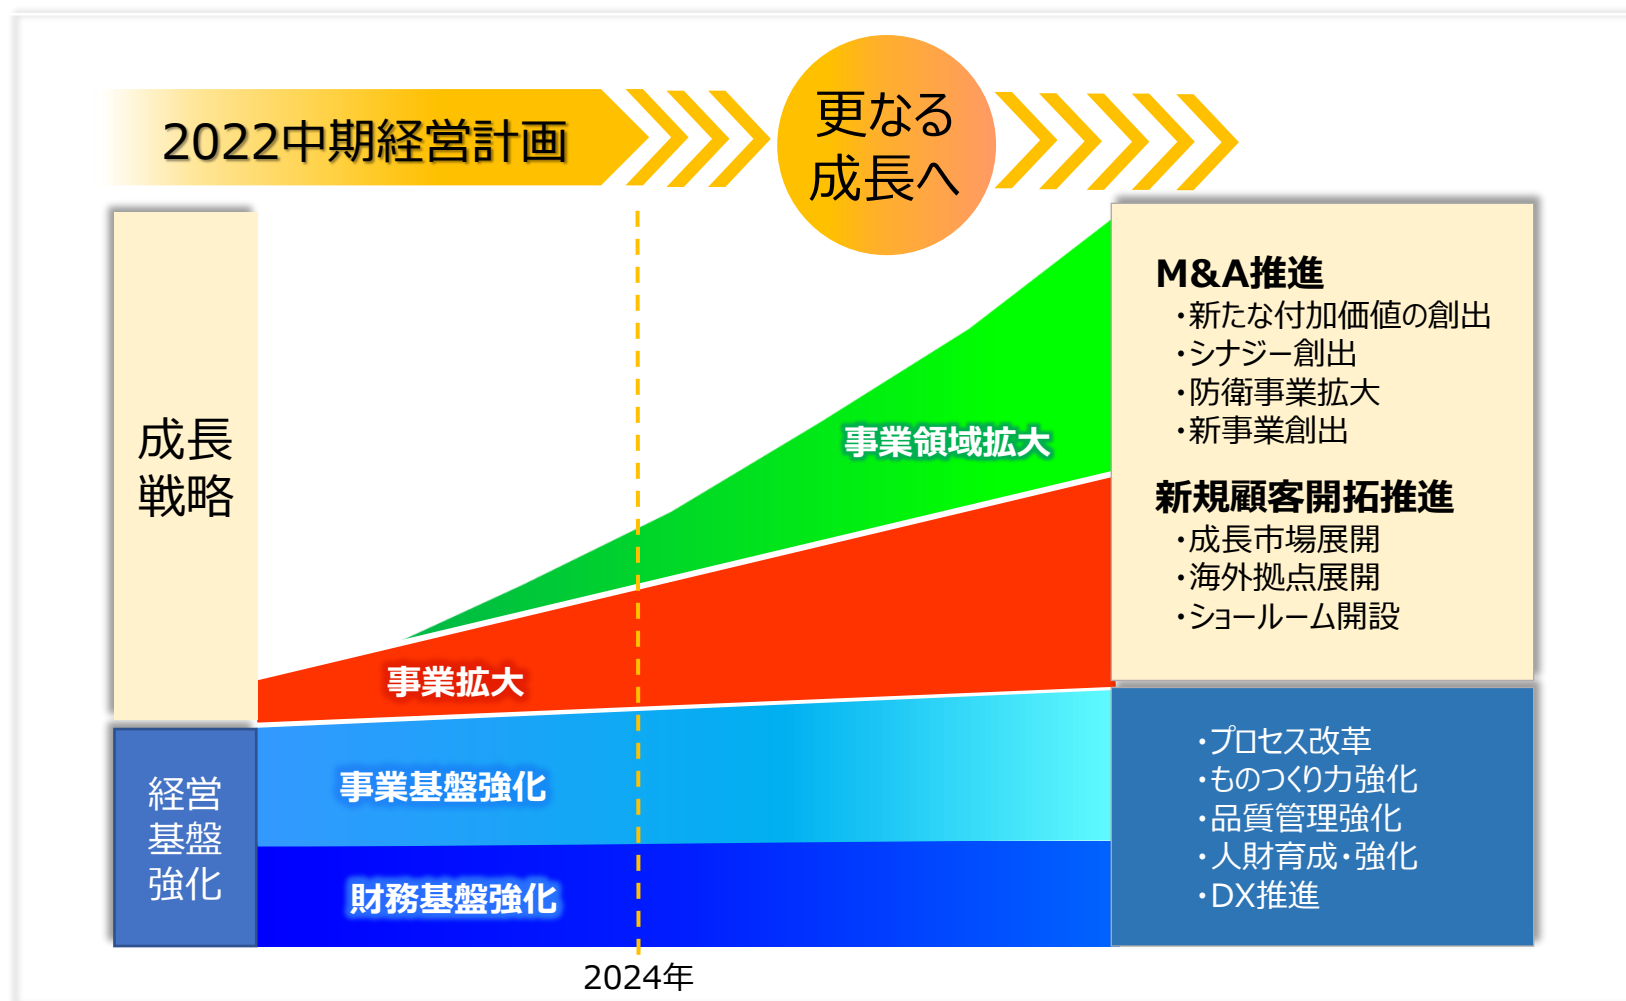 2022中期経営計画
更なる
成長へ
成長
戦略
事業領域拡大
事業拡大
M&A推進
・新たな付加価値の創出
・シナジー創出
・防衛事業拡大
・新事業創出
新規顧客開拓推進
・成長市場展開
・海外拠点展開
・ショールーム開設
経営
基盤
強化
事業基盤強化
財務基盤強化
・プロセス改革
・ものつくり力強化
・品質管理強化
・人財育成・強化
・DX推進
2024年